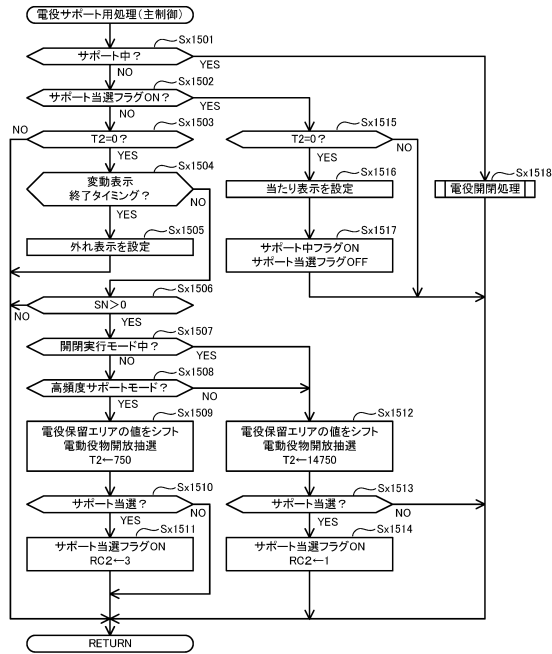 電役サポート用処理(主制御)
Sx1501
サポート中?
YES
NO
Sx1502
サポート当選フラグON?
YES
NO
Sx1503
T2=0?
NO
YES
Sx1504
変動表示
終了タイミング?
NO
YES
Sx1505
外れ表示を設定
Sx1515
T2=0?
NO
YES
Sx1516
当たり表示を設定
Sx1517
サポート中フラグON
サポート当選フラグOFF
Sx1518
電役開閉処理
Sx1506
SN>0
NO
YES
Sx1507
開閉実行モード中?
YES
NO
Sx1508
高頻度サポートモード?
NO
YES
Sx1509
電役保留エリアの値をシフト
電動役物開放抽選
T2←750
Sx1512
電役保留エリアの値をシフト
電動役物開放抽選
T2←14750
Sx1510
サポート当選?
NO
YES
Sx1511
サポート当選フラグON
RC2←3
Sx1513
サポート当選?
NO
YES
Sx1514
サポート当選フラグON
RC2←1
RETURN